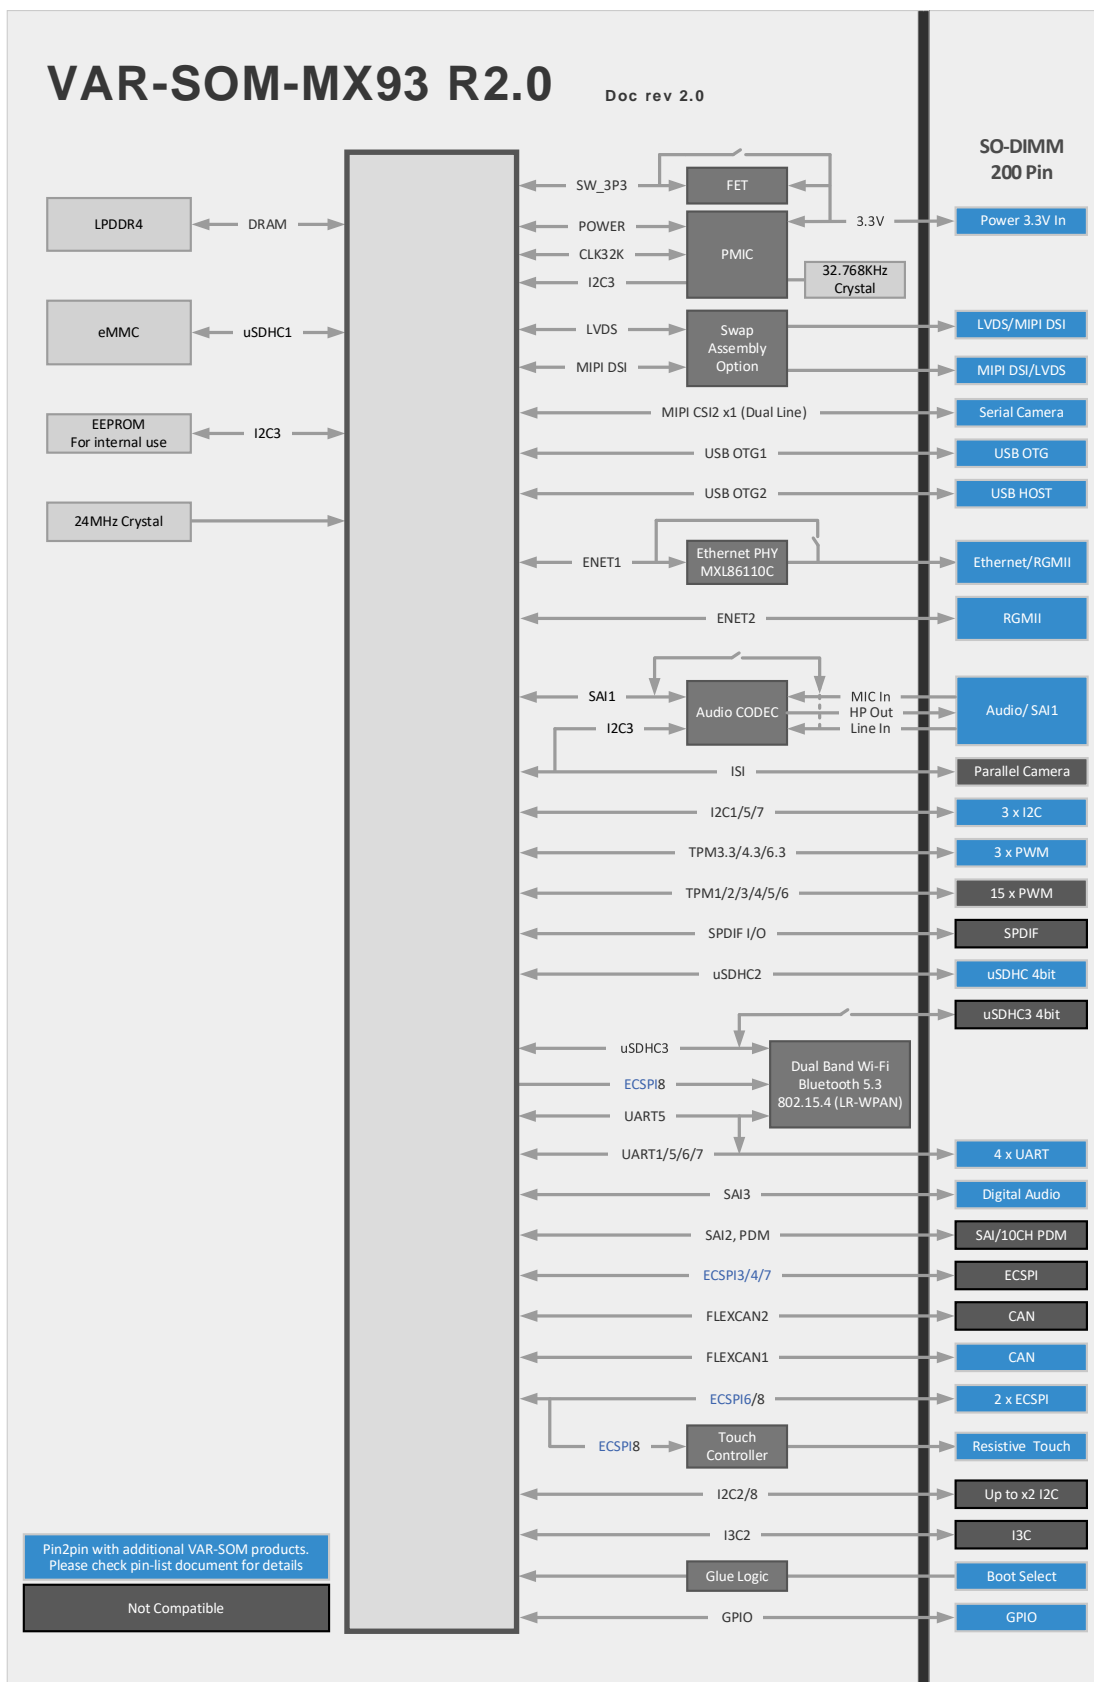 VAR-SOM-MX93 R2.0
Doc rev 2.0
SO-DIMM
200 Pin
SW_3P3
FET
LPDDR4
DRAM
POWER
3.3V
Power 3.3V In
CLK32K
PMIC
I2C3
32.768KHz
Crystal
eMMC
uSDHC1
LVDS
Swap
Assembly
Option
LVDS/MIPI DSI
MIPI DSI
MIPI DSI/LVDS
MIPI CSI2 x1 (Dual Line)
Serial Camera
EEPROM
For internal use
I2C3
USB OTG1
USB OTG
USB OTG2
USB HOST
24MHz Crystal
ENET1
Ethernet PHY
MXL86110C
Ethernet/RGMII
ENET2
RGMII
SAI1
Audio CODEC
MIC In
HP Out
Line In
Audio/ SAI1
I2C3
ISI
Parallel Camera
I2C1/5/7
3 x I2C
TPM3.3/4.3/6.3
3 x PWM
TPM1/2/3/4/5/6
15 x PWM
SPDIF I/O
SPDIF
uSDHC2
uSDHC 4bit
uSDHC3 4bit
uSDHC3
Dual Band Wi-Fi
Bluetooth 5.3
802.15.4 (LR-WPAN)
ECSPI8
UART5
UART1/5/6/7
4 x UART
SAI3
Digital Audio
SAI2, PDM
SAI/10CH PDM
ECSPI3/4/7
ECSPI
FLEXCAN2
CAN
FLEXCAN1
CAN
ECSPI6/8
2 x ECSPI
ECSPI8
Touch
Controller
Resistive Touch
I2C2/8
Up to x2 I2C
I3C2
I3C
Pin2pin with additional VAR-SOM products.
Please check pin-list document for details
Glue Logic
Boot Select
Not Compatible
GPIO
GPIO